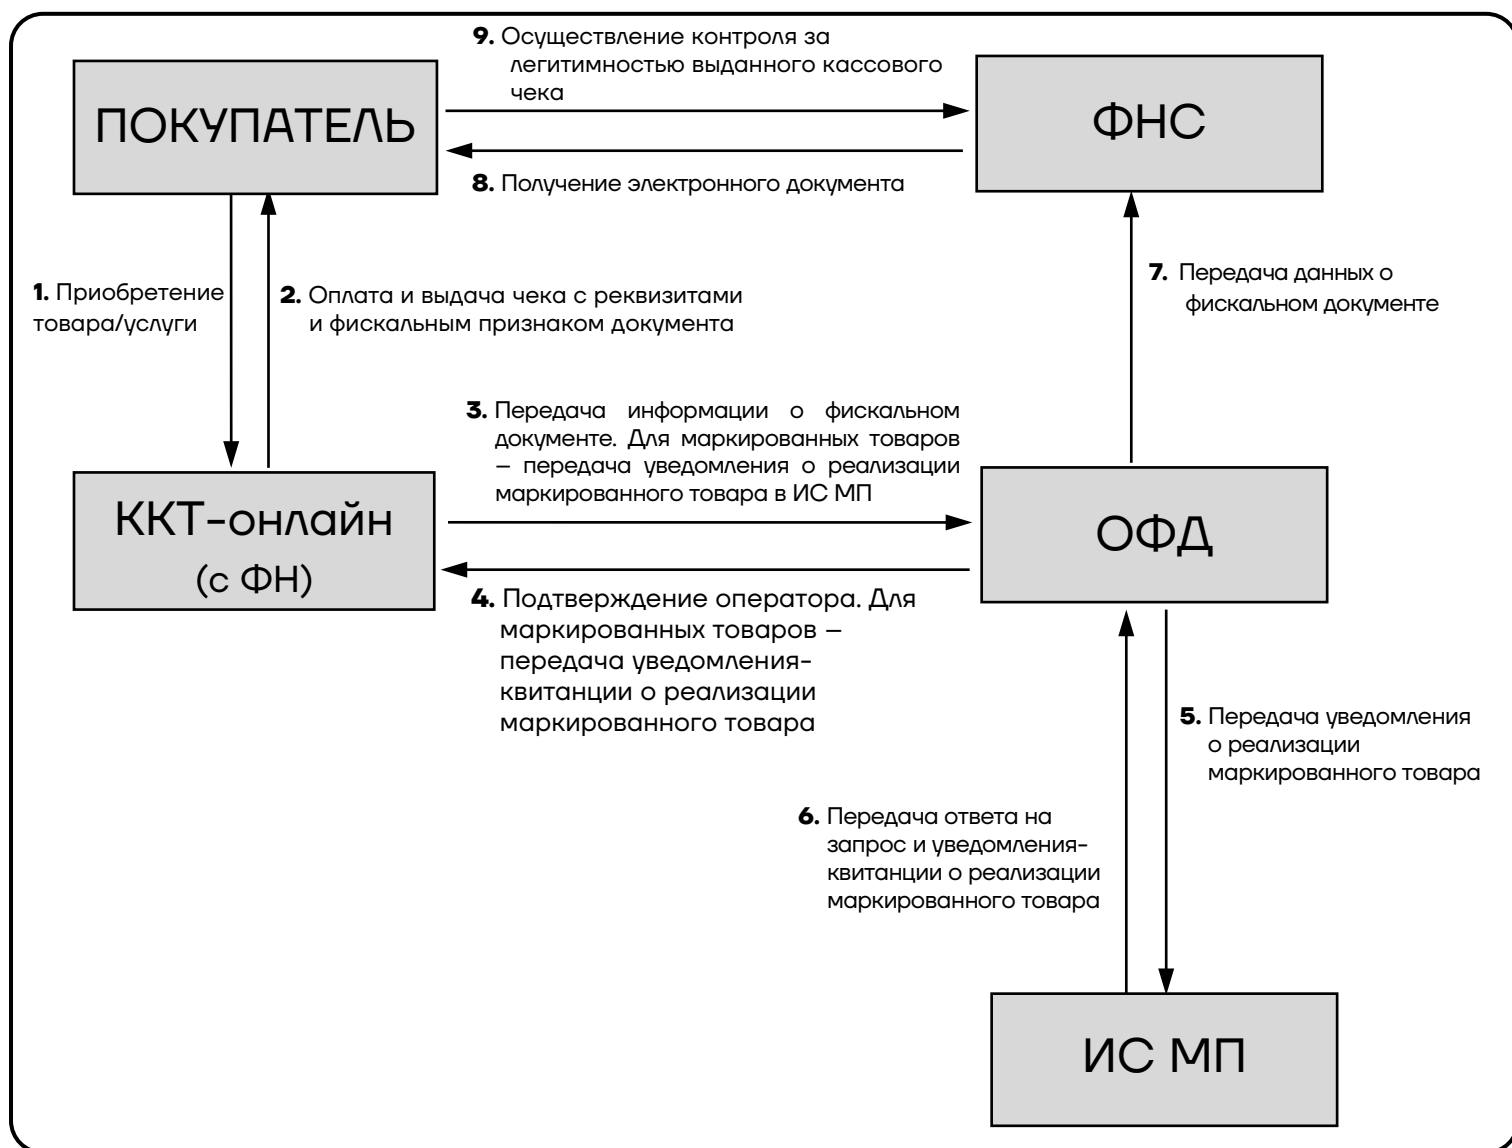 9. Осуществление контроля за
легитимностью выданного кассового
чека
ПОКУПАТЕЛЬ
ФНС
8. Получение электронного документа
1. Приобретение
товара/услуги
2. Оплата и выдача чека с реквизитами
и фискальным признаком документа
7. Передача данных о
фискальном документе
3. Передача информации о фискальном
документе. Для маркированных товаров
– передача уведомления о реализации
маркированного товара в ИС МП
ККТ-онлайн
(с ФН)
ОФД
4. Подтверждение оператора. Для
маркированных товаров –
передача уведомления-
квитанции о реализации
маркированного товара
5. Передача уведомления
о реализации
маркированного товара
6. Передача ответа на
запрос и уведомления-
квитанции о реализации
маркированного товара
ИС МП